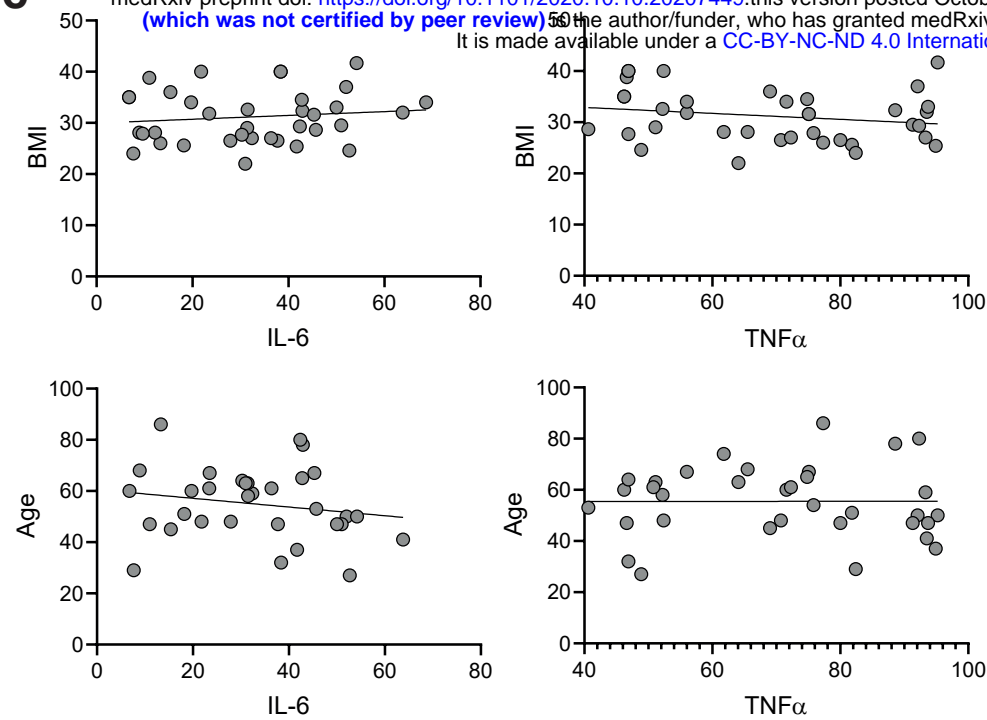 medRxiv preprint doi: https://doi.org/10.1101/2020.10.10.20207449.this version posted Octob
(which was not certified by peer review) is the author/funder, who has granted medRxiv
It is made available under a CC-BY-NC-ND 4.0 Internatio
50
40
30
20
10
0
BMI
0 20 40 60 80
IL-6
50
40
30
20
10
0
BMI
40 60 80 100
TNFα
100
80
60
40
20
0
Age
0 20 40 60 80
IL-6
100
80
60
40
20
0
Age
40 60 80 100
TNFα